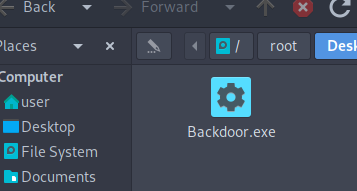 Back Forward
Places / root Desk
Computer
user
Desktop
File System
Documents
Backdoor.exe